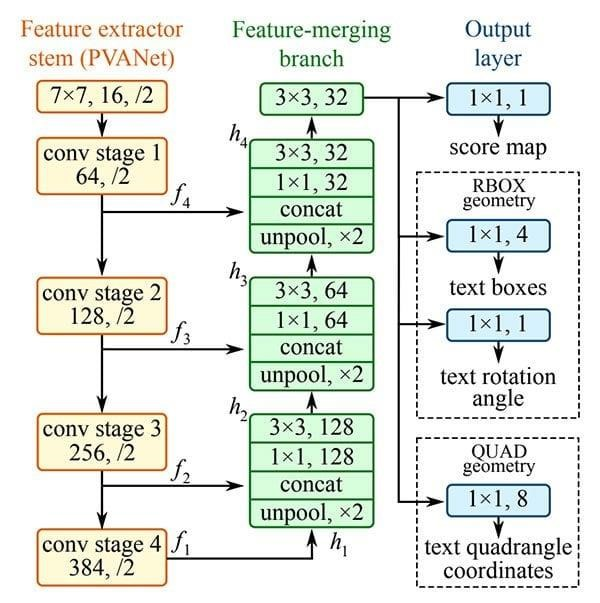 Feature extractor
stem (PVANet)
7×7, 16, /2
conv stage 1
64, /2
f4
conv stage 2
128, /2
f3
conv stage 3
256, /2
f2
conv stage 4
384, /2
f1
Feature-merging
branch
3×3, 32
h4
3×3, 32
1×1, 32
concat
unpool, ×2
h3
3×3, 64
1×1, 64
concat
unpool, ×2
h2
3×3, 128
1×1, 128
concat
unpool, ×2
h1
Output
layer
1×1, 1
score map
RBOX
geometry
1×1, 4
text boxes
1×1, 1
text rotation
angle
QUAD
geometry
1×1, 8
text quadrangle
coordinates